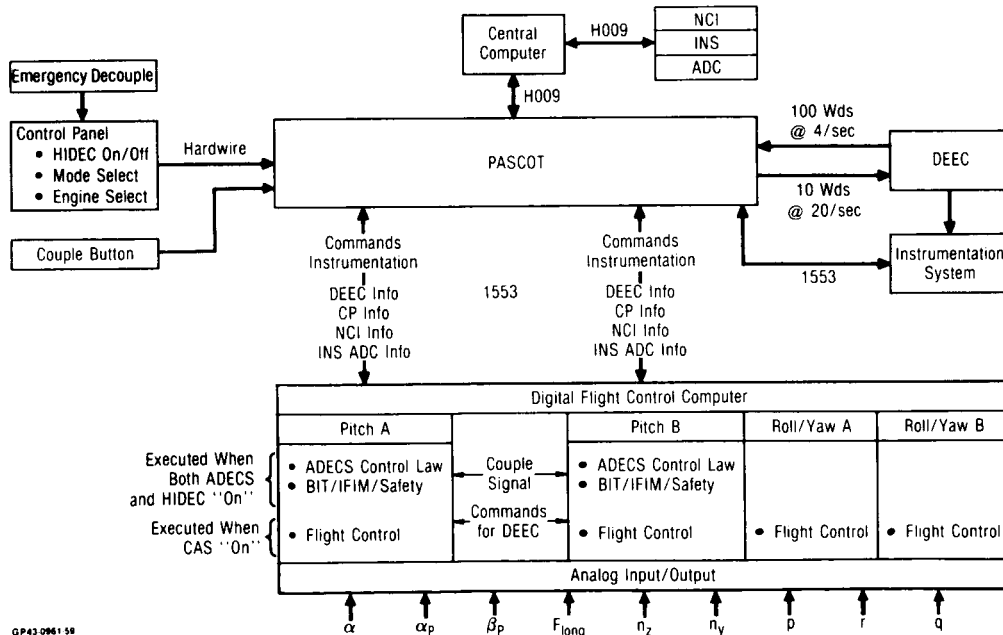 Central
Computer
H009
NCI
INS
ADC
H009
Emergency Decouple
Control Panel
• HIDEC On/Off
• Mode Select
• Engine Select
Hardwire
Couple Button
PASCOT
100 Wds
@ 4/sec
10 Wds
@ 20/sec
DEEC
Instrumentation
System
1553
Commands
Instrumentation
DEEC Info
CP Info
NCI Info
INS ADC Info
1553
Commands
Instrumentation
DEEC Info
CP Info
NCI Info
INS ADC Info
Digital Flight Control Computer
Pitch A
Pitch B
Roll/Yaw A
Roll/Yaw B
Executed When
Both ADECS
and HIDEC "On"
• ADECS Control Law
• BIT/IFIM/Safety
Couple
Signal
• ADECS Control Law
• BIT/IFIM/Safety
Executed When
CAS "On"
• Flight Control
Commands
for DEEC
• Flight Control
• Flight Control
• Flight Control
Analog Input/Output
α
αP
βP
Flong
nz
ny
p
r
q
GP43-0961-59